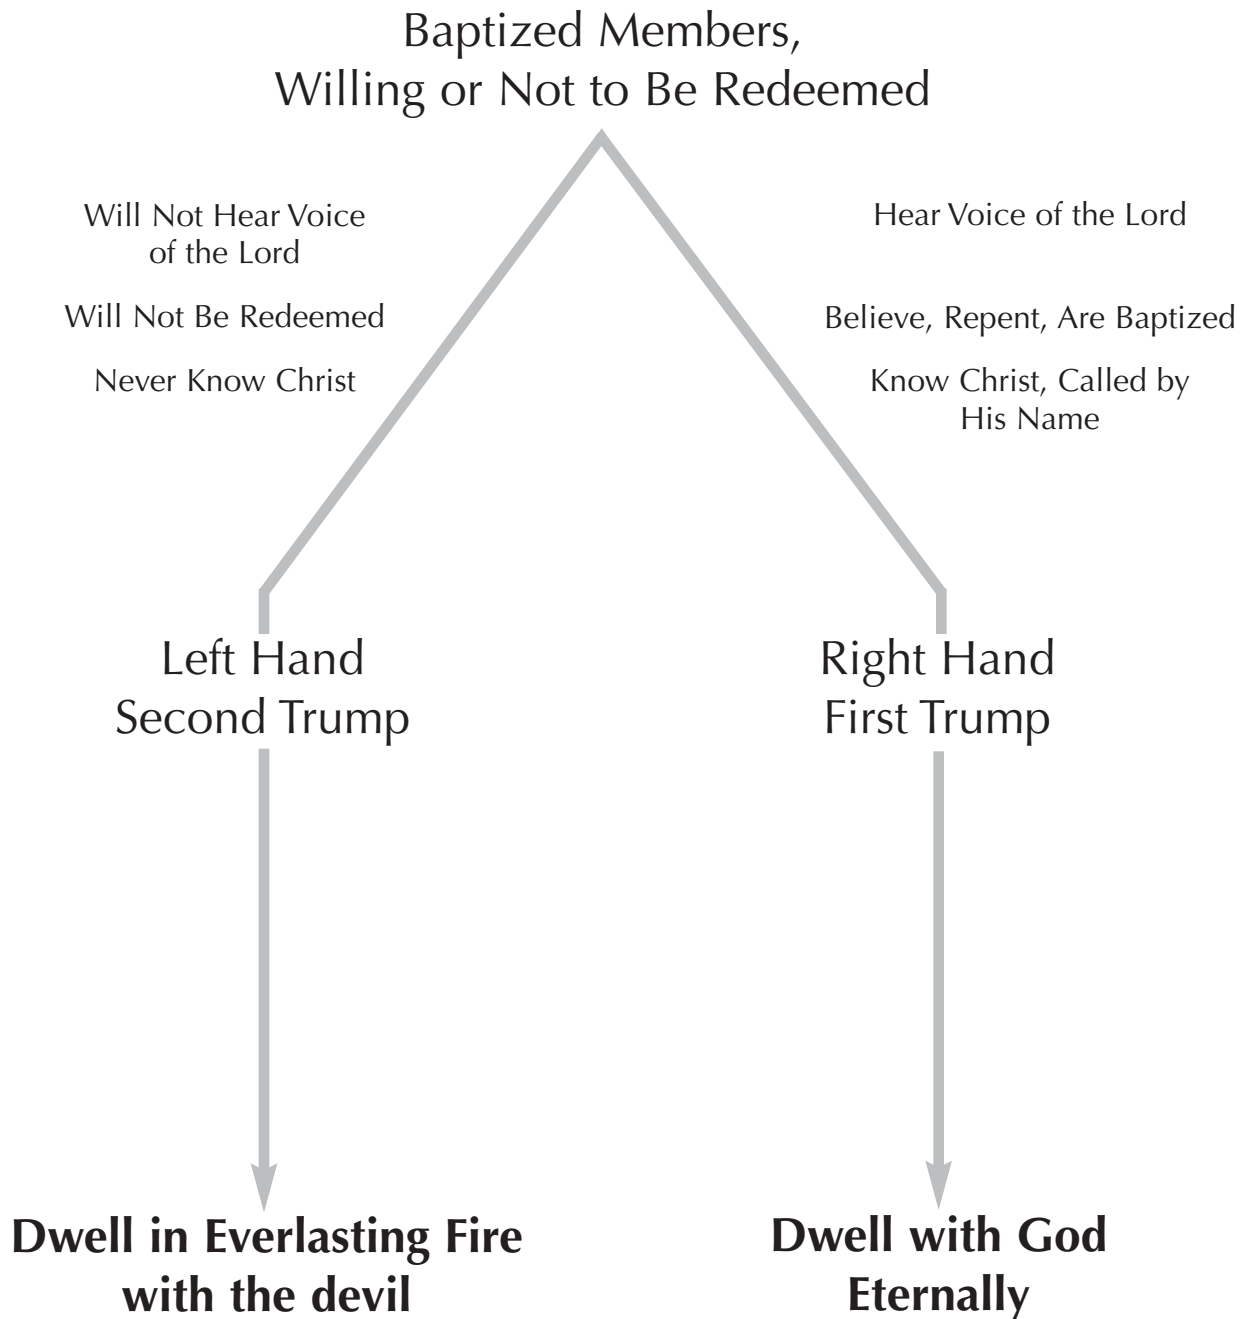 Baptized Members,
Willing or Not to Be Redeemed
Will Not Hear Voice
of the Lord
Will Not Be Redeemed
Never Know Christ
Hear Voice of the Lord
Believe, Repent, Are Baptized
Know Christ, Called by
His Name
Left Hand
Second Trump
Right Hand
First Trump
Dwell in Everlasting Fire
with the devil
Dwell with God
Eternally